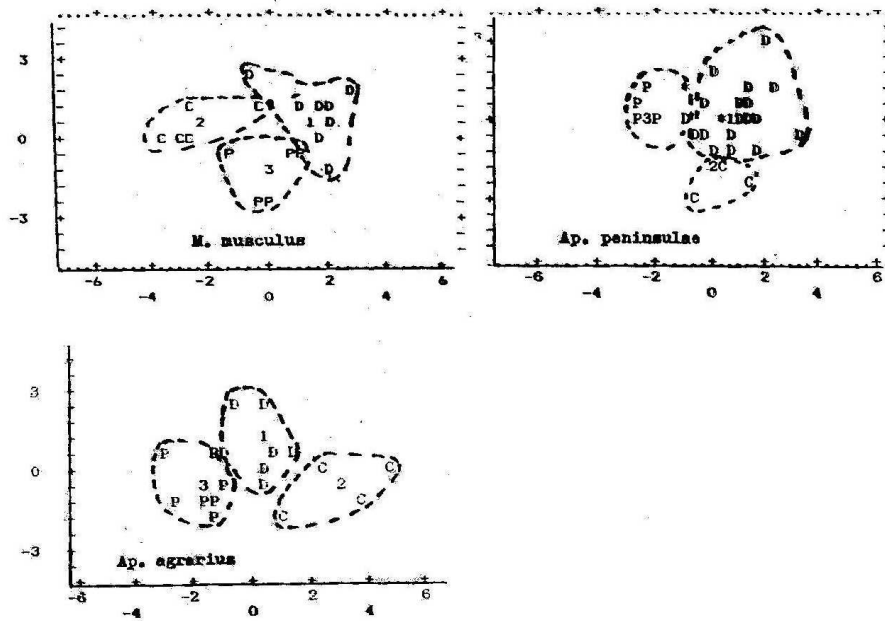 D
3
D
C C D DD D
2 1 D
0
C CD D
P PP
3 D
PP
-3
M. musculus
-6 -2 2 6
-4 0 4
D
D
P * D D
P # D DD
P3P D # *1DDD
DD D D
D D D
2C
C*
C
Ap. peninsulae
-6 -2 2 6
-4 0 4
3
D D
1
P PD D
D
0
C C
3 P D 2
P PP C
P C
-3
Ap. agrarius
-6 -2 2 6
-4 0 4